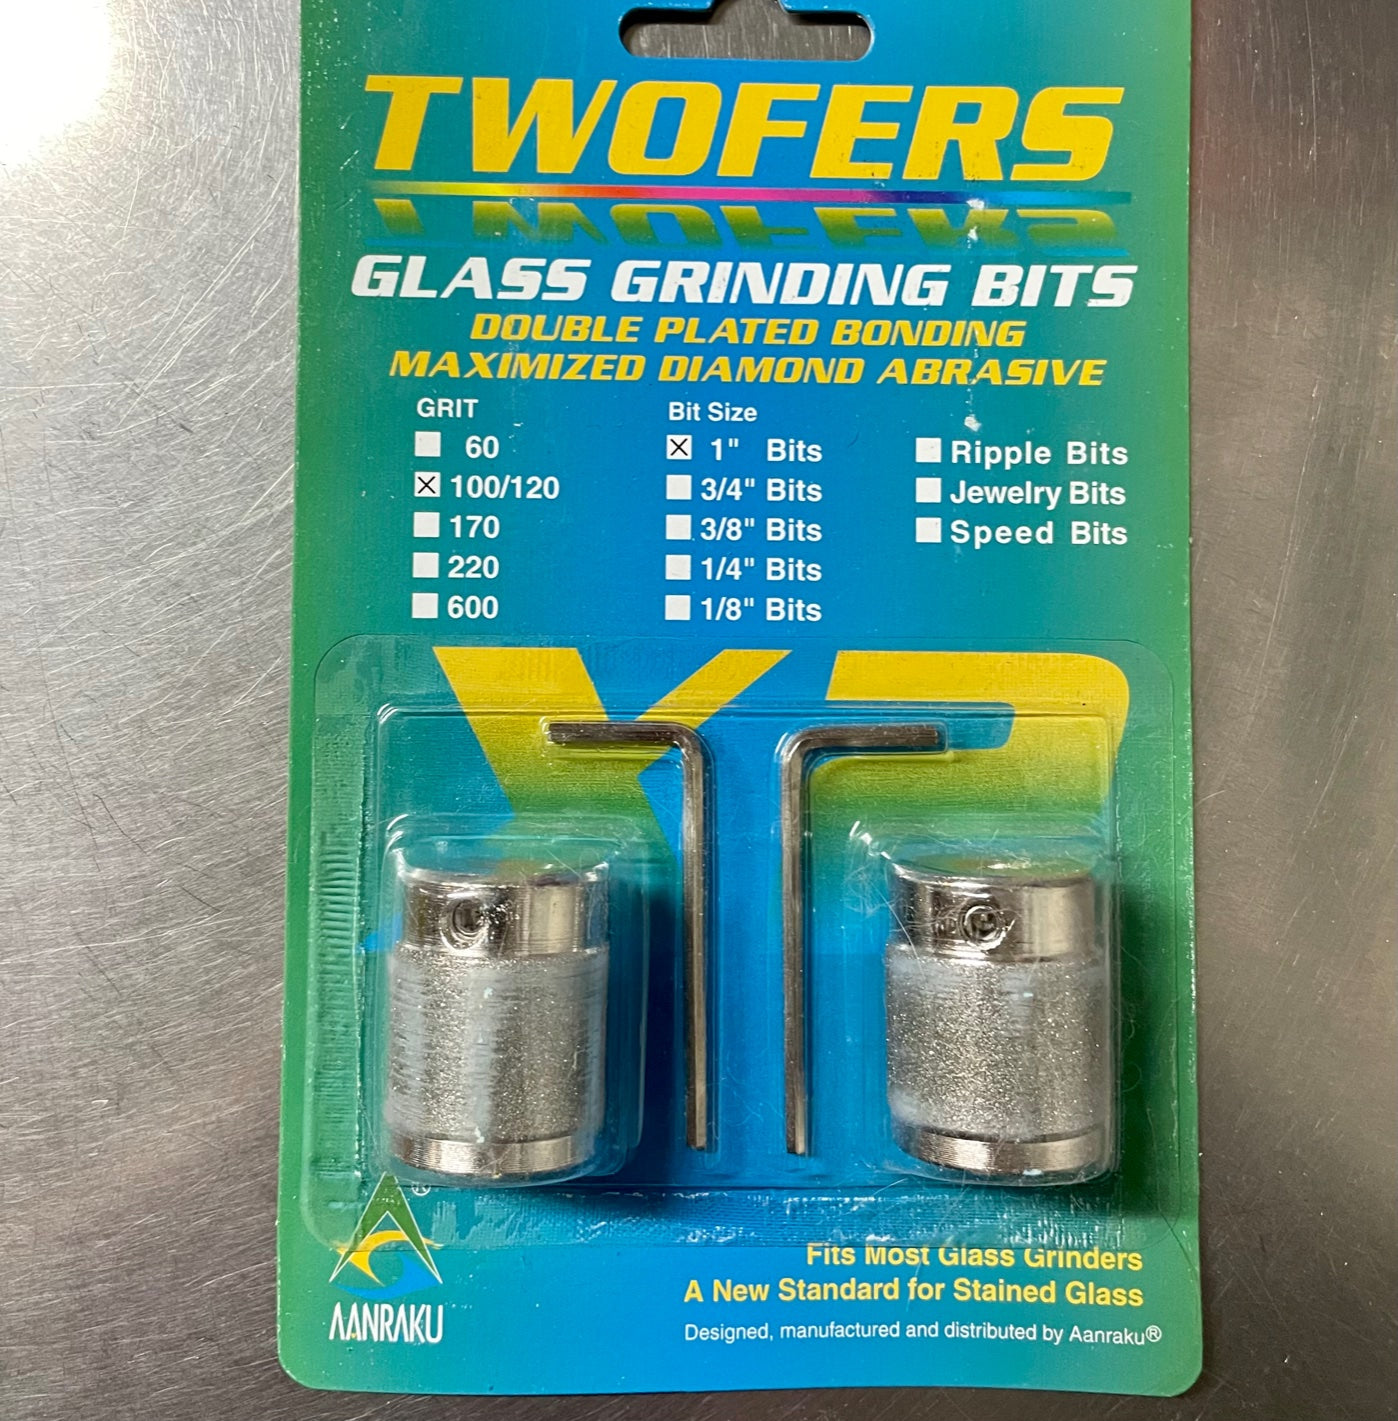 TWOFERS
GLASS GRINDING BITS
DOUBLE PLATED BONDING
MAXIMIZED DIAMOND ABRASIVE
GRIT
60
100/120
170
220
600
Bit Size
1" Bits
3/4" Bits
3/8" Bits
1/4" Bits
1/8" Bits
Ripple Bits
Jewelry Bits
Speed Bits
®
AANRAKU
Fits Most Glass Grinders
A New Standard for Stained Glass
Designed, manufactured and distributed by Aanraku®